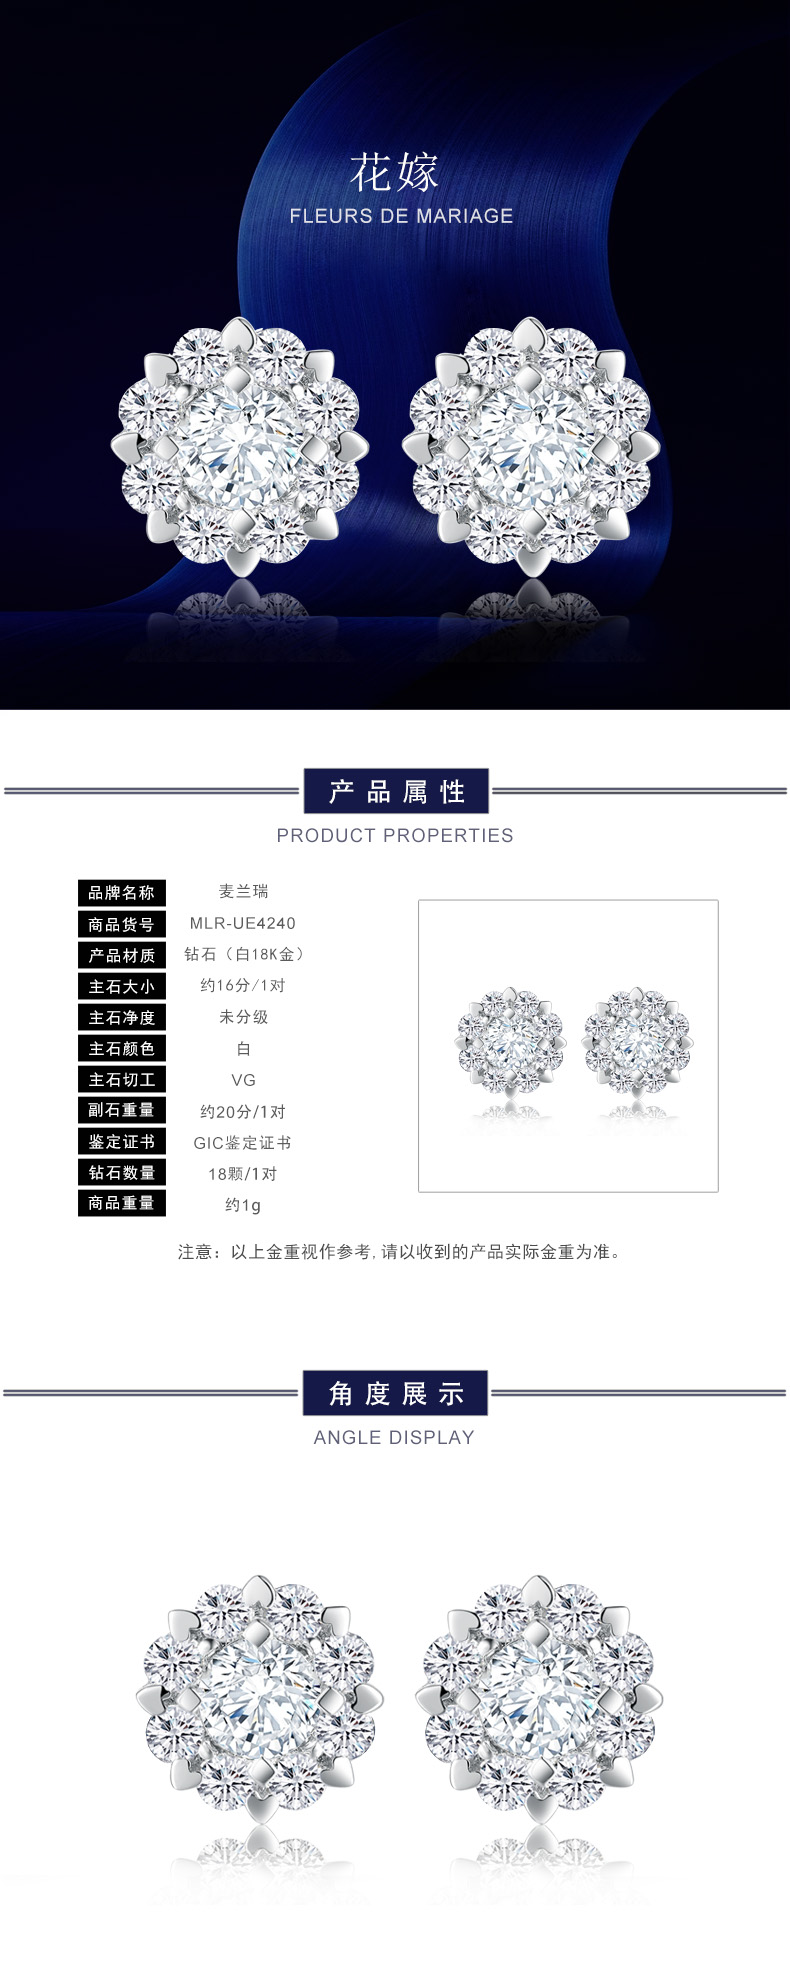 花嫁
FLEURS DE MARIAGE
产品属性
PRODUCT PROPERTIES
品牌名称 麦兰瑞
商品货号 MLR-UE4240
产品材质 钻石（白18K金）
主石大小 约16分/1对
主石净度 未分级
主石颜色 白
主石切工 VG
副石重量 约20分/1对
鉴定证书 GIC鉴定证书
钻石数量 18颗/1对
商品重量 约1g
注意：以上金重视作参考,请以收到的产品实际金重为准。
角度展示
ANGLE DISPLAY